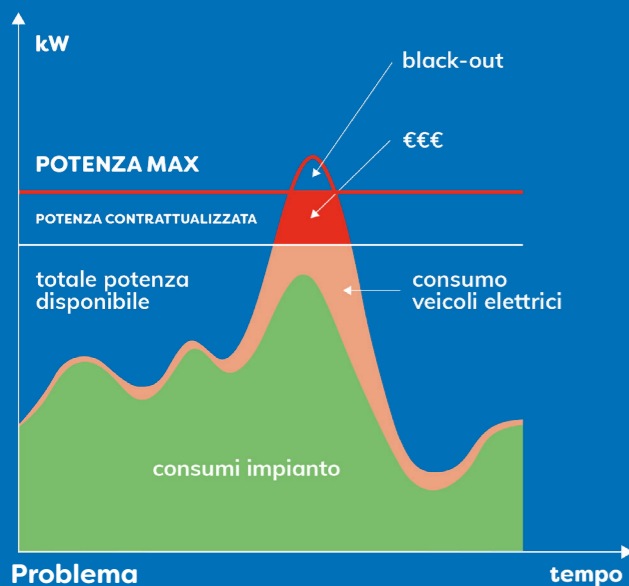 kW
black-out
€€€
POTENZA MAX
POTENZA CONTRATTUALIZZATA
totale potenza
disponibile
consumo
veicoli elettrici
consumi impianto
Problema
tempo